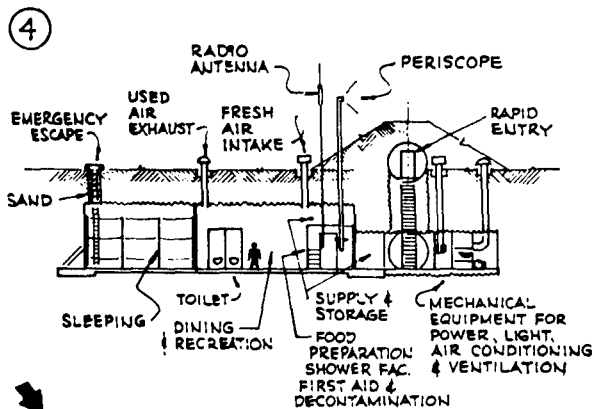 4
RADIO
ANTENNA
PERISCOPE
EMERGENCY
ESCAPE
USED
AIR
EXHAUST
FRESH
AIR
INTAKE
RAPID
ENTRY
SAND
SLEEPING
TOILET
DINING
& RECREATION
SUPPLY &
STORAGE
FOOD
PREPARATION
SHOWER FAC.
FIRST AID &
DECONTAMINATION
MECHANICAL
EQUIPMENT FOR
POWER, LIGHT,
AIR CONDITIONING
& VENTILATION